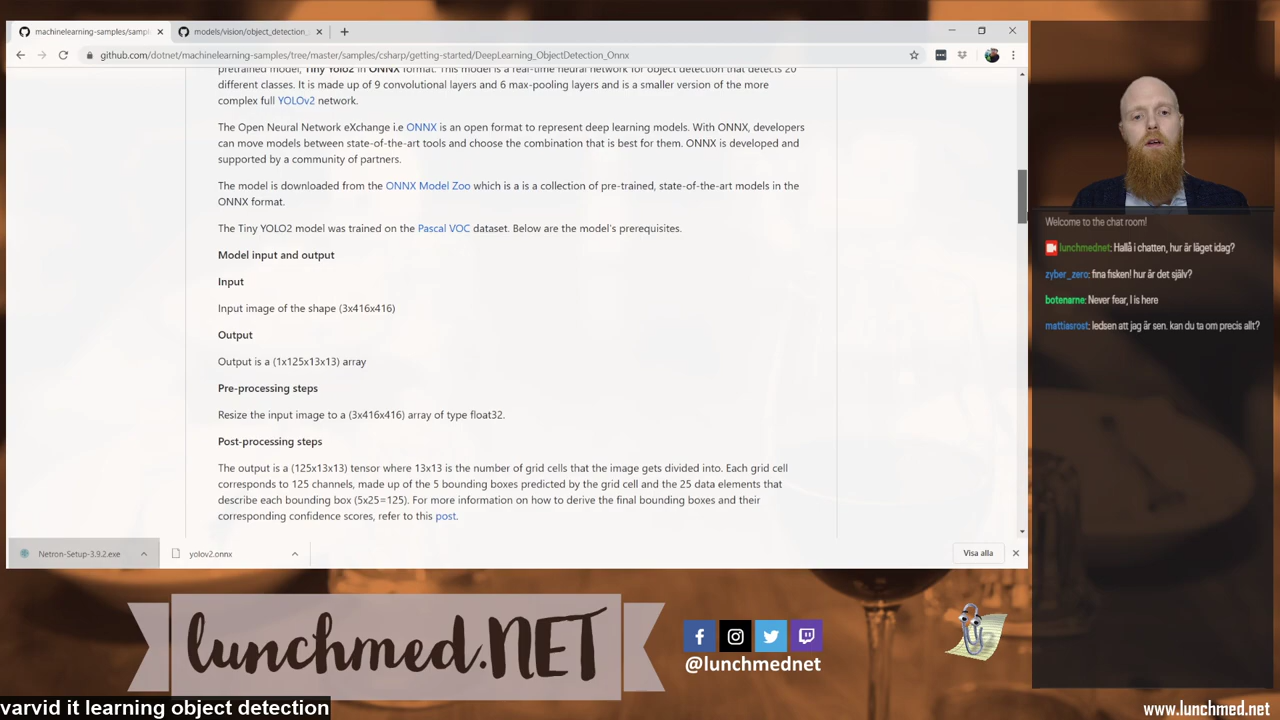 machinelearning-samples/sampl
models/vision/object_detection_
github.com/dotnet/machinelearning-samples/tree/master/samples/csharp/getting-started/DeepLearning_ObjectDetection_Onnx
pretrained model, Tiny Yolo2 in ONNX format. This model is a real-time neural network for object detection that detects 20
different classes. It is made up of 9 convolutional layers and 6 max-pooling layers and is a smaller version of the more
complex full YOLOv2 network.
The Open Neural Network eXchange i.e ONNX is an open format to represent deep learning models. With ONNX, developers
can move models between state-of-the-art tools and choose the combination that is best for them. ONNX is developed and
supported by a community of partners.
The model is downloaded from the ONNX Model Zoo which is a is a collection of pre-trained, state-of-the-art models in the
ONNX format.
The Tiny YOLO2 model was trained on the Pascal VOC dataset. Below are the model's prerequisites.
Model input and output
Input
Input image of the shape (3x416x416)
Output
Output is a (1x125x13x13) array
Pre-processing steps
Resize the input image to a (3x416x416) array of type float32.
Post-processing steps
The output is a (125x13x13) tensor where 13x13 is the number of grid cells that the image gets divided into. Each grid cell
corresponds to 125 channels, made up of the 5 bounding boxes predicted by the grid cell and the 25 data elements that
describe each bounding box (5x25=125). For more information on how to derive the final bounding boxes and their
corresponding confidence scores, refer to this post.
Netron-Setup-3.9.2.exe
yolov2.onnx
Visa alla
Welcome to the chat room!
lunchmednet: Hallå i chatten, hur är läget idag?
zyber_zero: fina fisken! hur är det själv?
botenarne: Never fear, I is here
mattiasrost: ledsen att jag är sen. kan du ta om precis allt?
lunchmed.NET
@lunchmednet
varvid it learning object detection
www.lunchmed.net